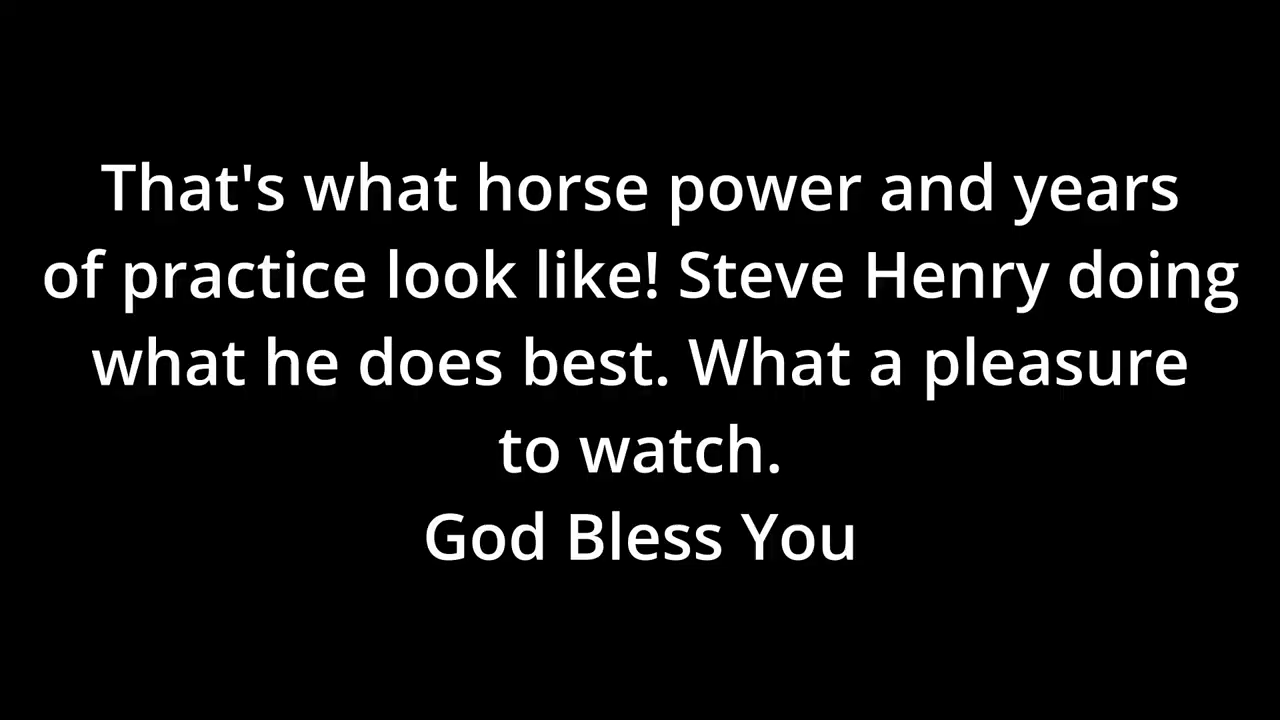 That's what horse power and years
of practice look like! Steve Henry doing
what he does best. What a pleasure
to watch.
God Bless You